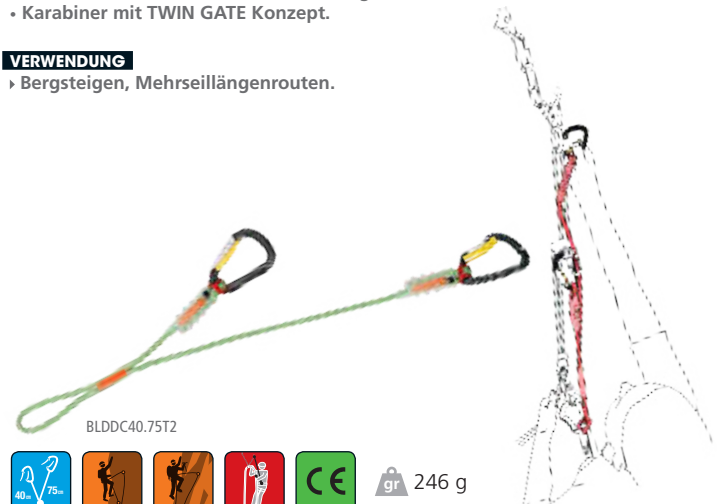 • Karabiner mit TWIN GATE Konzept.
VERWENDUNG
Bergsteigen, Mehrseillängenrouten.
BLDDC40.75T2
40cm 75cm
CE
gr 246 g